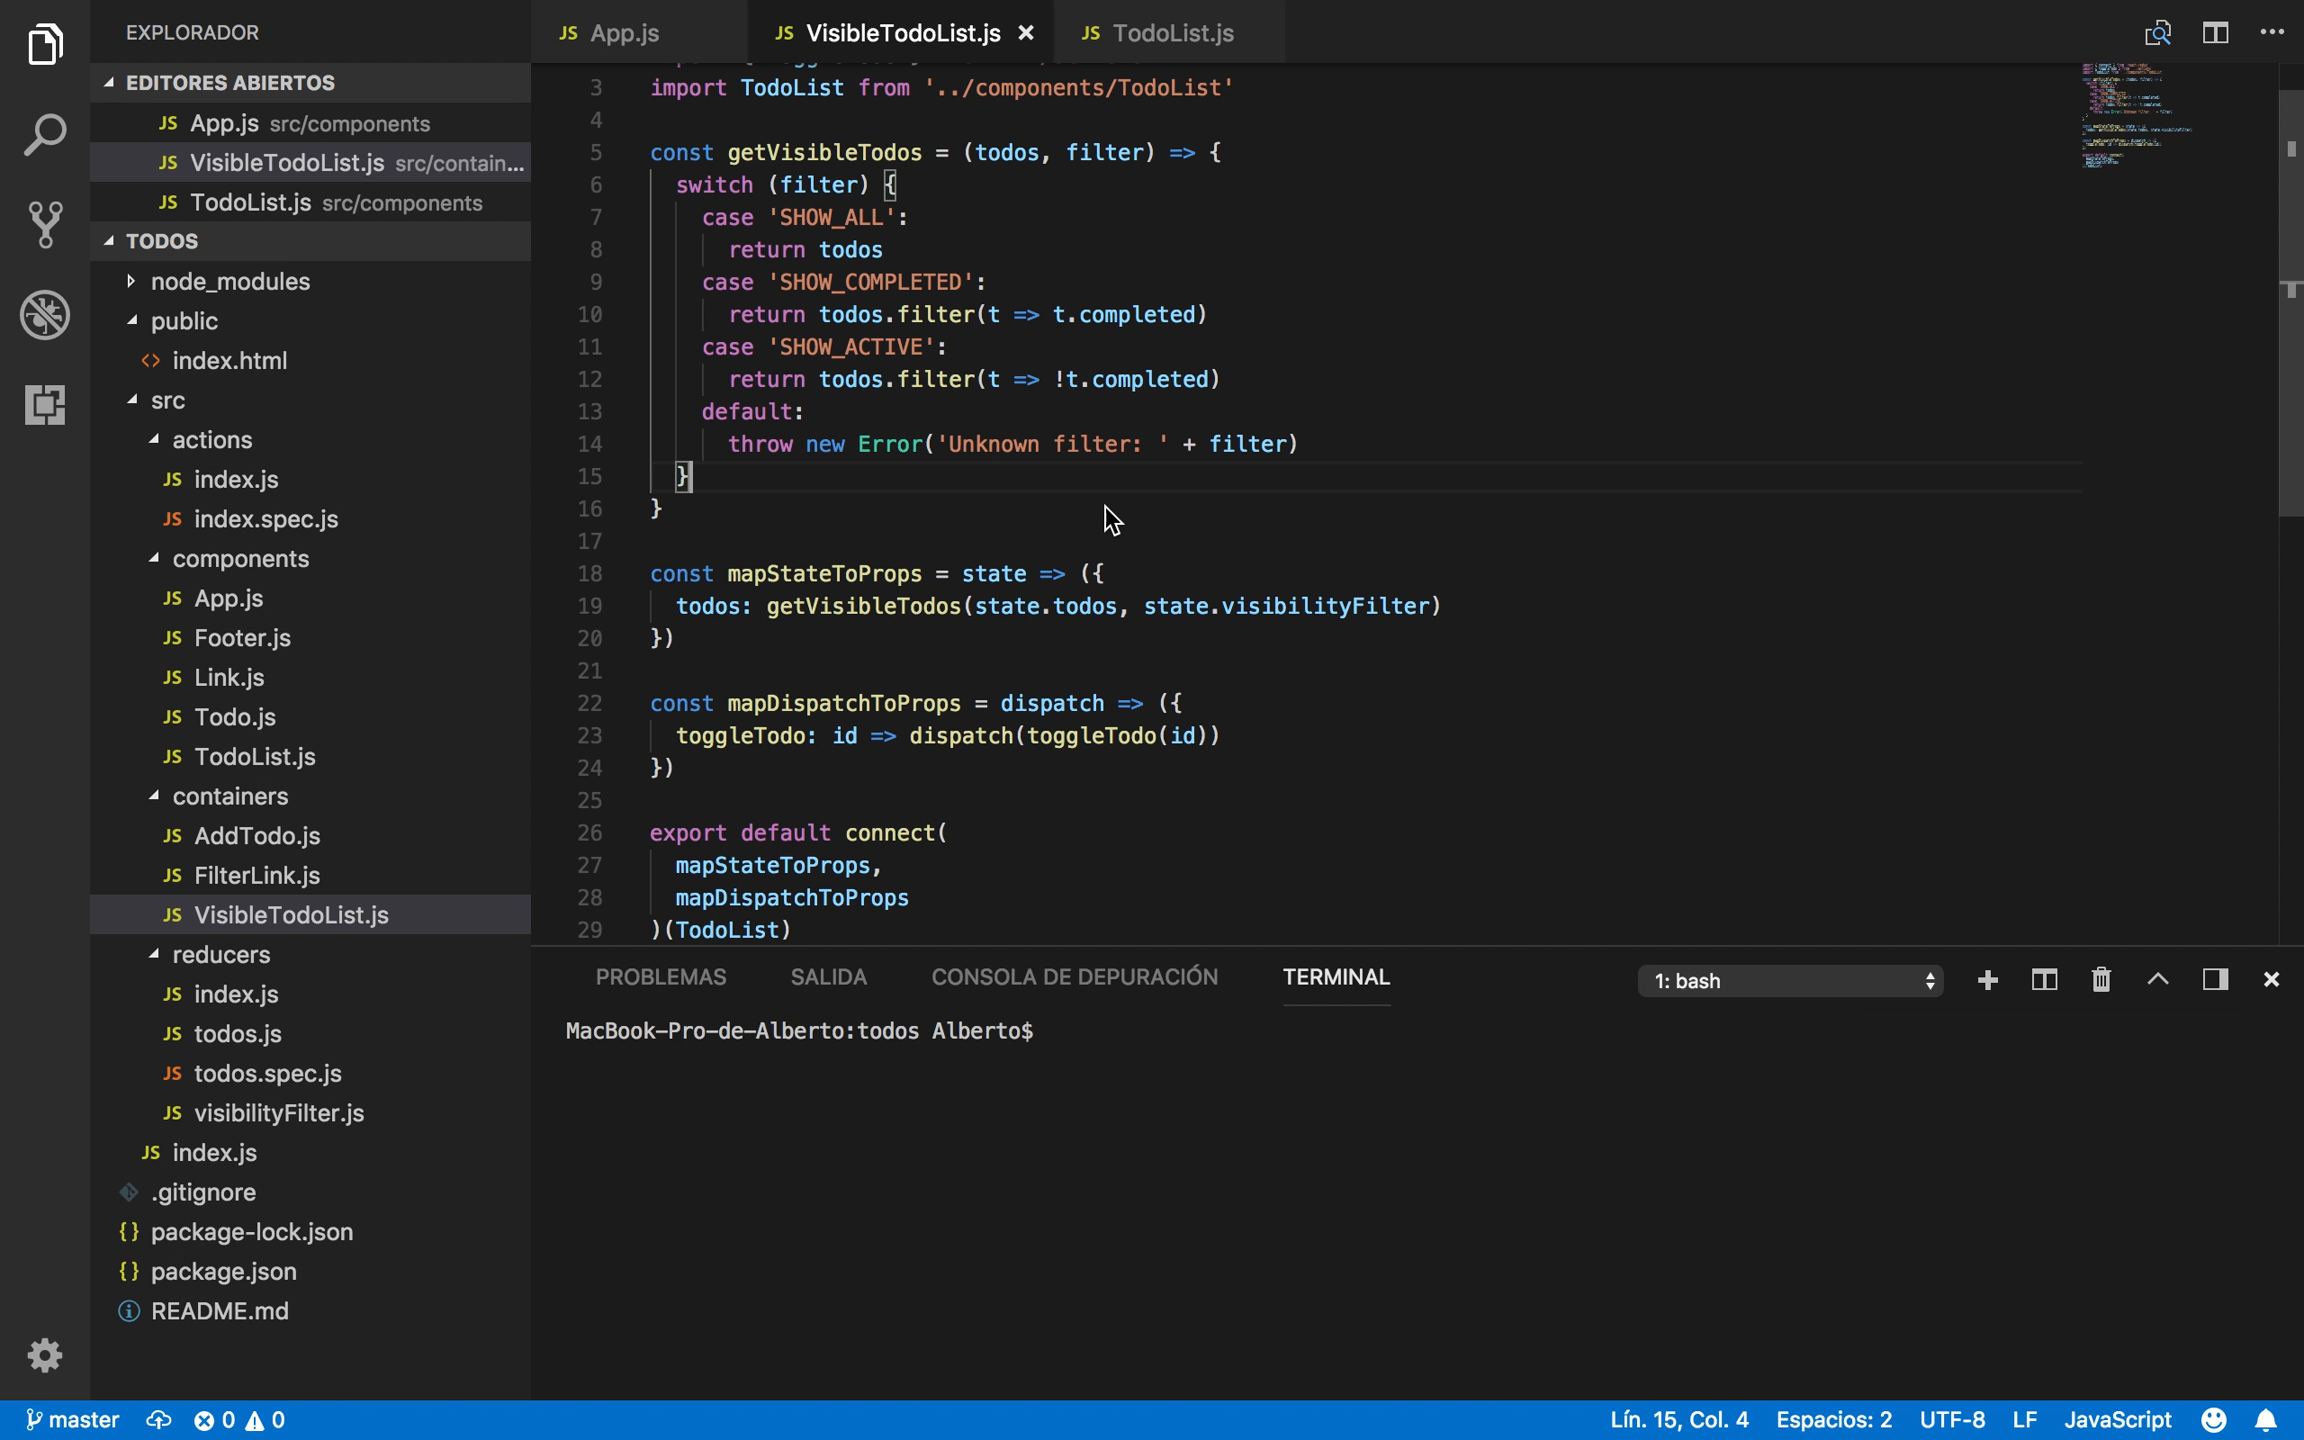 EXPLORADOR
EDITORES ABIERTOS
JS App.js src/components
JS VisibleTodoList.js src/contain...
JS TodoList.js src/components
TODOS
node_modules
public
<> index.html
src
actions
JS index.js
JS index.spec.js
components
JS App.js
JS Footer.js
JS Link.js
JS Todo.js
JS TodoList.js
containers
JS AddTodo.js
JS FilterLink.js
JS VisibleTodoList.js
reducers
JS index.js
JS todos.js
JS todos.spec.js
JS visibilityFilter.js
JS index.js
.gitignore
{} package-lock.json
{} package.json
README.md
JS App.js
JS VisibleTodoList.js ×
JS TodoList.js
3 import TodoList from '../components/TodoList'
4
5 const getVisibleTodos = (todos, filter) => {
6 switch (filter) {
7 case 'SHOW_ALL':
8 return todos
9 case 'SHOW_COMPLETED':
10 return todos.filter(t => t.completed)
11 case 'SHOW_ACTIVE':
12 return todos.filter(t => !t.completed)
13 default:
14 throw new Error('Unknown filter: ' + filter)
15 }
16 }
17
18 const mapStateToProps = state => ({
19 todos: getVisibleTodos(state.todos, state.visibilityFilter)
20 })
21
22 const mapDispatchToProps = dispatch => ({
23 toggleTodo: id => dispatch(toggleTodo(id))
24 })
25
26 export default connect(
27 mapStateToProps,
28 mapDispatchToProps
29 )(TodoList)
PROBLEMAS SALIDA CONSOLA DE DEPURACIÓN TERMINAL 1: bash
MacBook-Pro-de-Alberto:todos Alberto$
master 0 0 Lín. 15, Col. 4 Espacios: 2 UTF-8 LF JavaScript